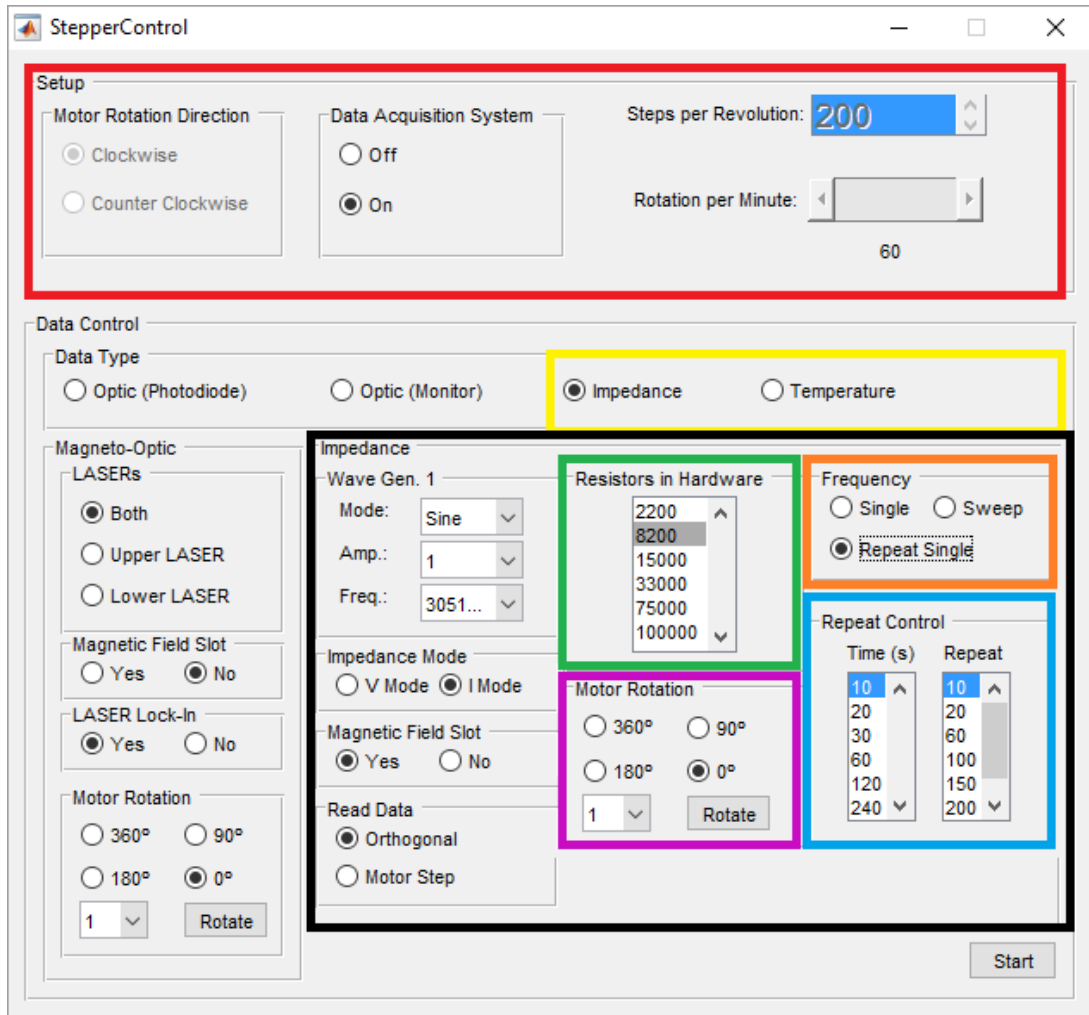 StepperControl
Setup
Motor Rotation Direction
Clockwise
Counter Clockwise
Data Acquisition System
Off
On
Steps per Revolution: 200
Rotation per Minute:
60
Data Control
Data Type
Optic (Photodiode)
Optic (Monitor)
Impedance
Temperature
Magneto-Optic
LASERs
Both
Upper LASER
Lower LASER
Magnetic Field Slot
Yes No
LASER Lock-In
Yes No
Motor Rotation
360º 90º
180º 0º
1 Rotate
Impedance
Wave Gen. 1
Mode: Sine
Amp.: 1
Freq.: 3051...
Impedance Mode
V Mode I Mode
Magnetic Field Slot
Yes No
Read Data
Orthogonal
Motor Step
Resistors in Hardware
2200
8200
15000
33000
75000
100000
Motor Rotation
360º 90º
180º 0º
1 Rotate
Frequency
Single Sweep
Repeat Single
Repeat Control
Time (s) Repeat
10 10
20 20
30 60
60 100
120 150
240 200
Start